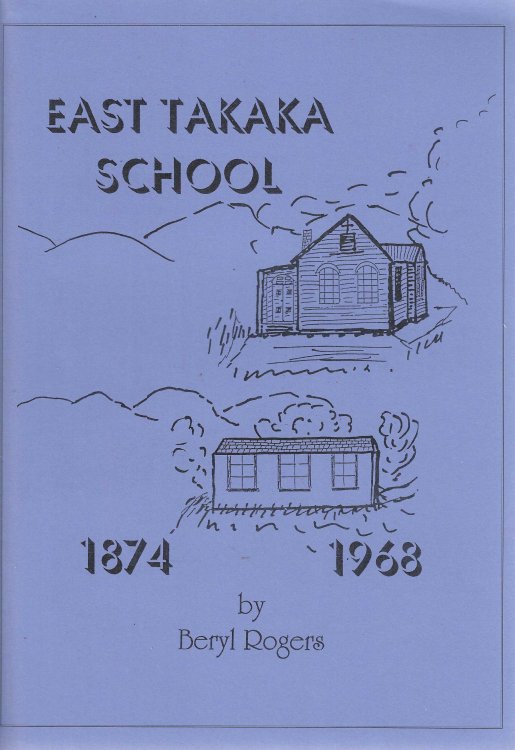 EAST TAKAKA
SCHOOL
1874 1968
by
Beryl Rogers